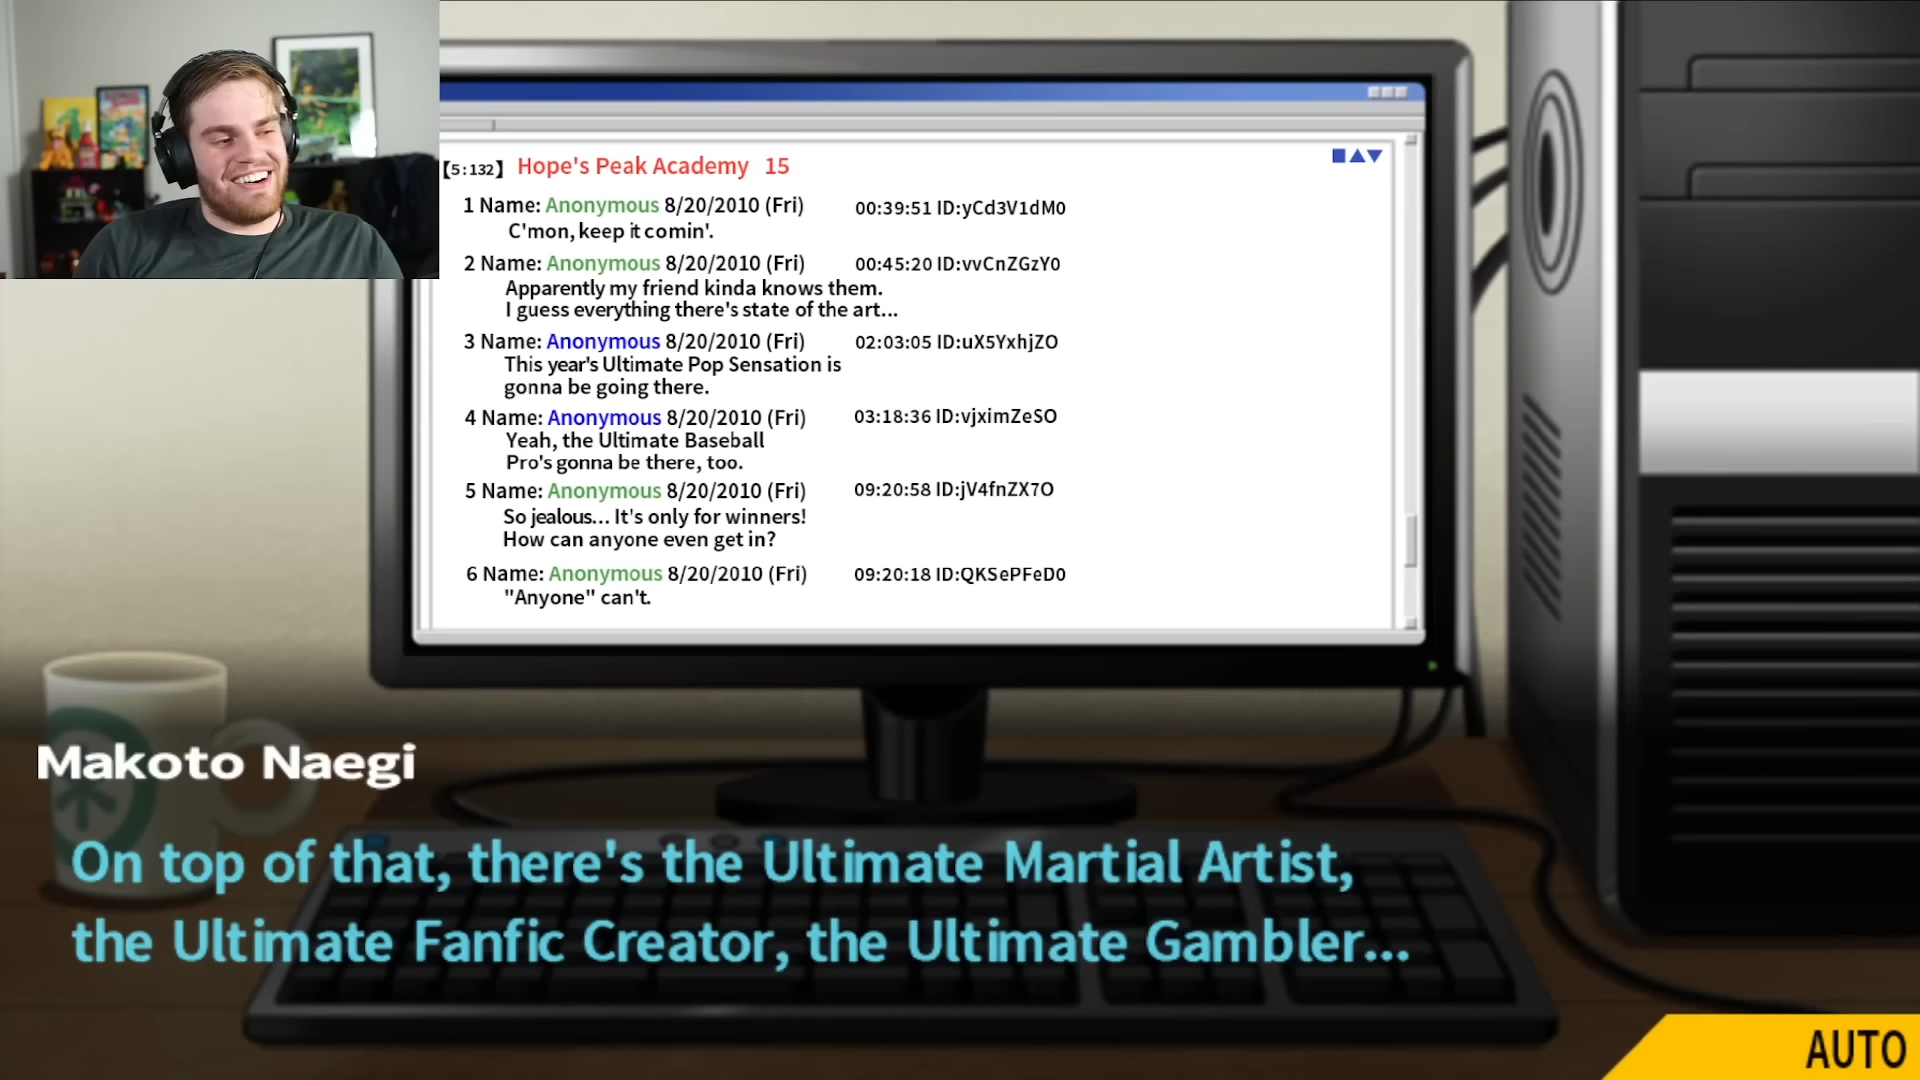 【5:132】 Hope's Peak Academy 15
1 Name: Anonymous 8/20/2010 (Fri) 00:39:51 ID:yCd3V1dM0
C'mon, keep it comin'.
2 Name: Anonymous 8/20/2010 (Fri) 00:45:20 ID:vvCnZGzY0
Apparently my friend kinda knows them.
I guess everything there's state of the art...
3 Name: Anonymous 8/20/2010 (Fri) 02:03:05 ID:uX5YxhjZO
This year's Ultimate Pop Sensation is
gonna be going there.
4 Name: Anonymous 8/20/2010 (Fri) 03:18:36 ID:vjximZeSO
Yeah, the Ultimate Baseball
Pro's gonna be there, too.
5 Name: Anonymous 8/20/2010 (Fri) 09:20:58 ID:jV4fnZX7O
So jealous... It's only for winners!
How can anyone even get in?
6 Name: Anonymous 8/20/2010 (Fri) 09:20:18 ID:QKSePFeD0
"Anyone" can't.
Makoto Naegi
On top of that, there's the Ultimate Martial Artist,
the Ultimate Fanfic Creator, the Ultimate Gambler...
AUTO